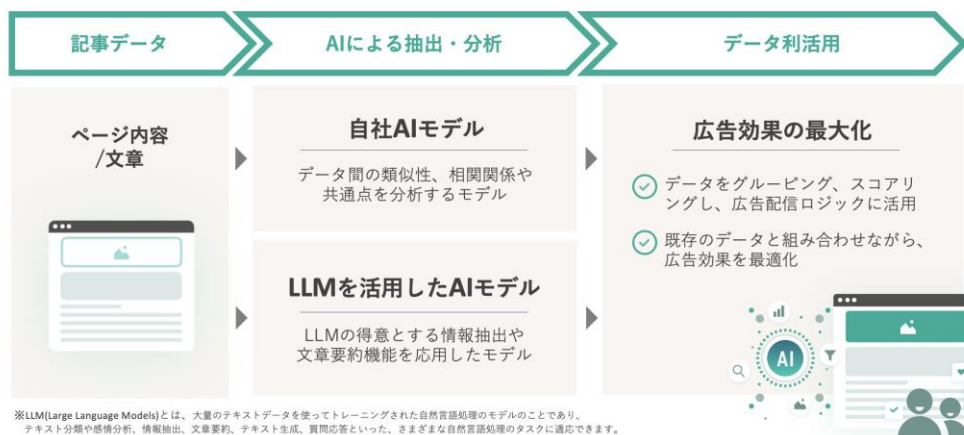 記事データ
AIによる抽出・分析
データ利活用
ページ内容
/文章
自社AIモデル
データ間の類似性、相関関係や
共通点を分析するモデル
LLMを活用したAIモデル
LLMの得意とする情報抽出や
文章要約機能を応用したモデル
広告効果の最大化
データをグルーピング、スコアリ
ングし、広告配信ロジックに活用
既存のデータと組み合わせながら、
広告効果を最適化
AI
※LLM(Large Language Models)とは、大量のテキストデータを使ってトレーニングされた自然言語処理のモデルのことであり、
テキスト分類や感情分析、情報抽出、文章要約、テキスト生成、質問応答といった、さまざまな自然言語処理のタスクに適応できます。